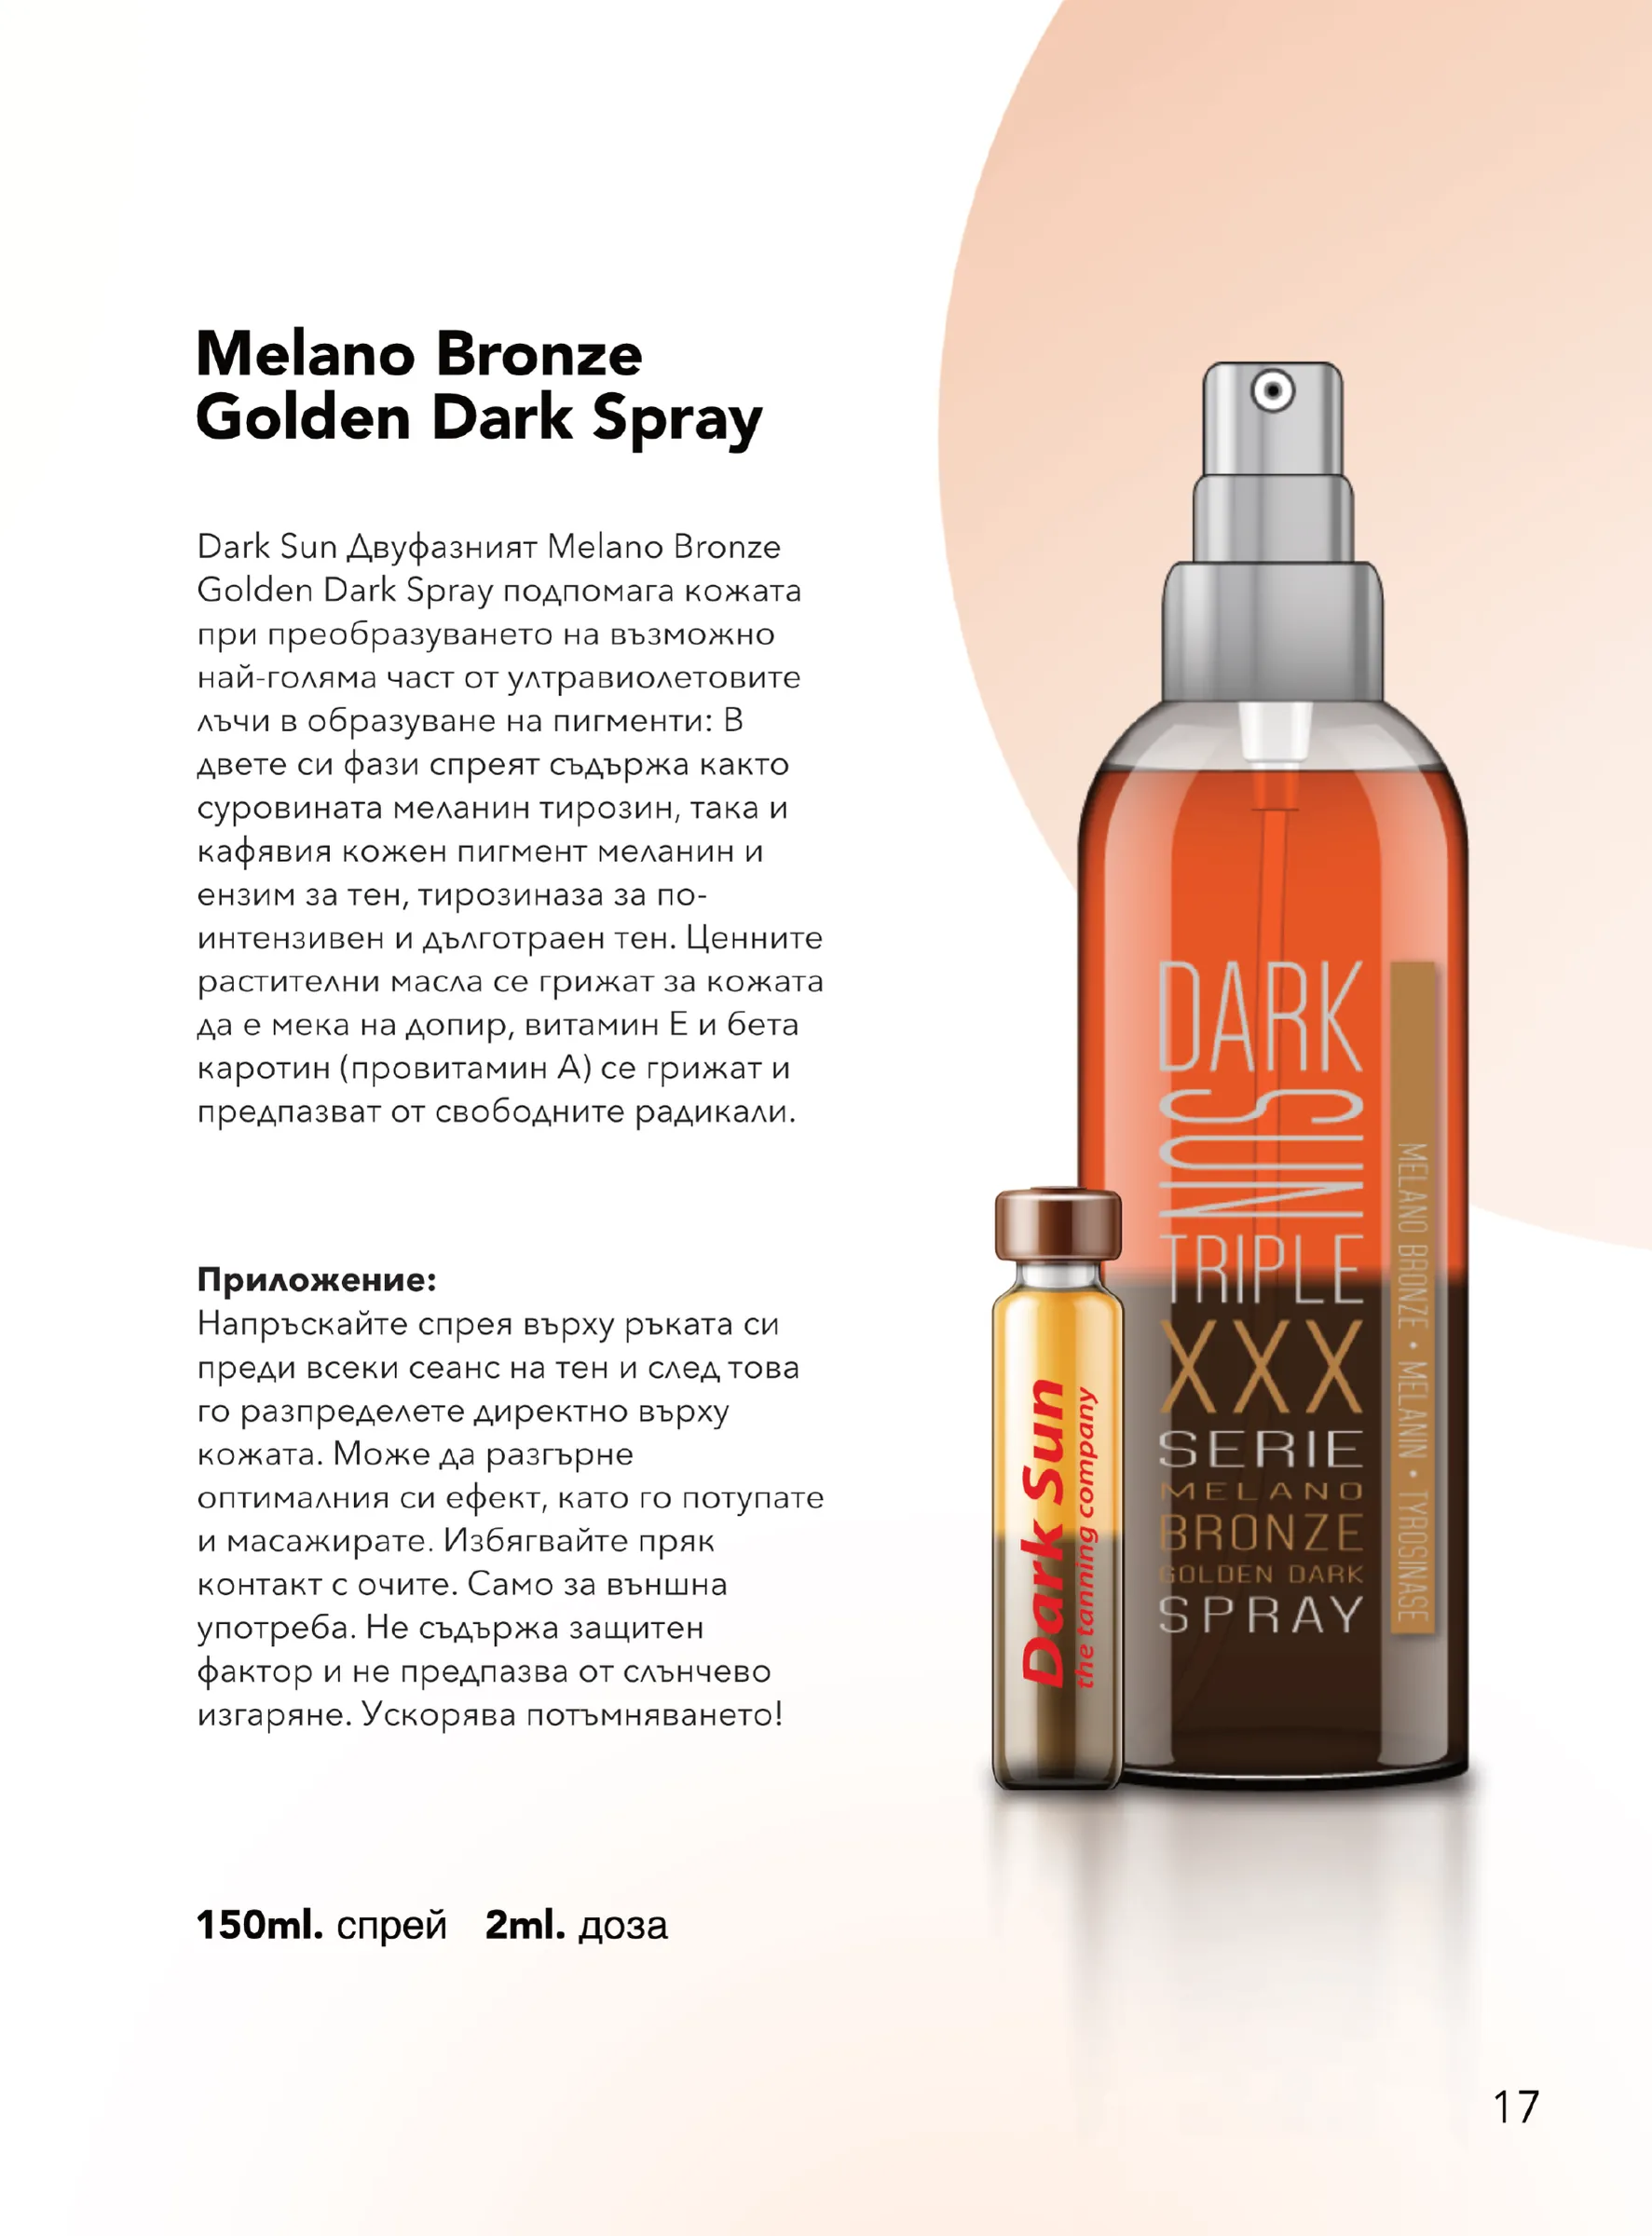 Melano Bronze
Golden Dark Spray
Dark Sun Двуфазният Melano Bronze
Golden Dark Spray подпомага кожата
при преобразуването на възможно
най-голяма част от ултравиолетовите
лъчи в образуване на пигменти: В
двете си фази спреят съдържа както
суровината меланин тирозин, така и
кафявия кожен пигмент меланин и
ензим за тен, тирозиназа за по-
интензивен и дълготраен тен. Ценните
растителни масла се грижат за кожата
да е мека на допир, витамин Е и бета
каротин (провитамин А) се грижат и
предпазват от свободните радикали.
Приложение:
Напръскайте спрея върху ръката си
преди всеки сеанс на тен и след това
го разпределете директно върху
кожата. Може да разгърне
оптималния си ефект, като го потупате
и масажирате. Избягвайте пряк
контакт с очите. Само за външна
употреба. Не съдържа защитен
фактор и не предпазва от слънчево
изгаряне. Ускорява потъмняването!
150ml. спрей 2ml. доза
Dark Sun
the tanning company
DARK
SUN
TRIPLE
XXX
SERIE
MELANO
BRONZE
GOLDEN DARK
SPRAY
MELANO BRONZE • MELANIN • TYROSINASE
17